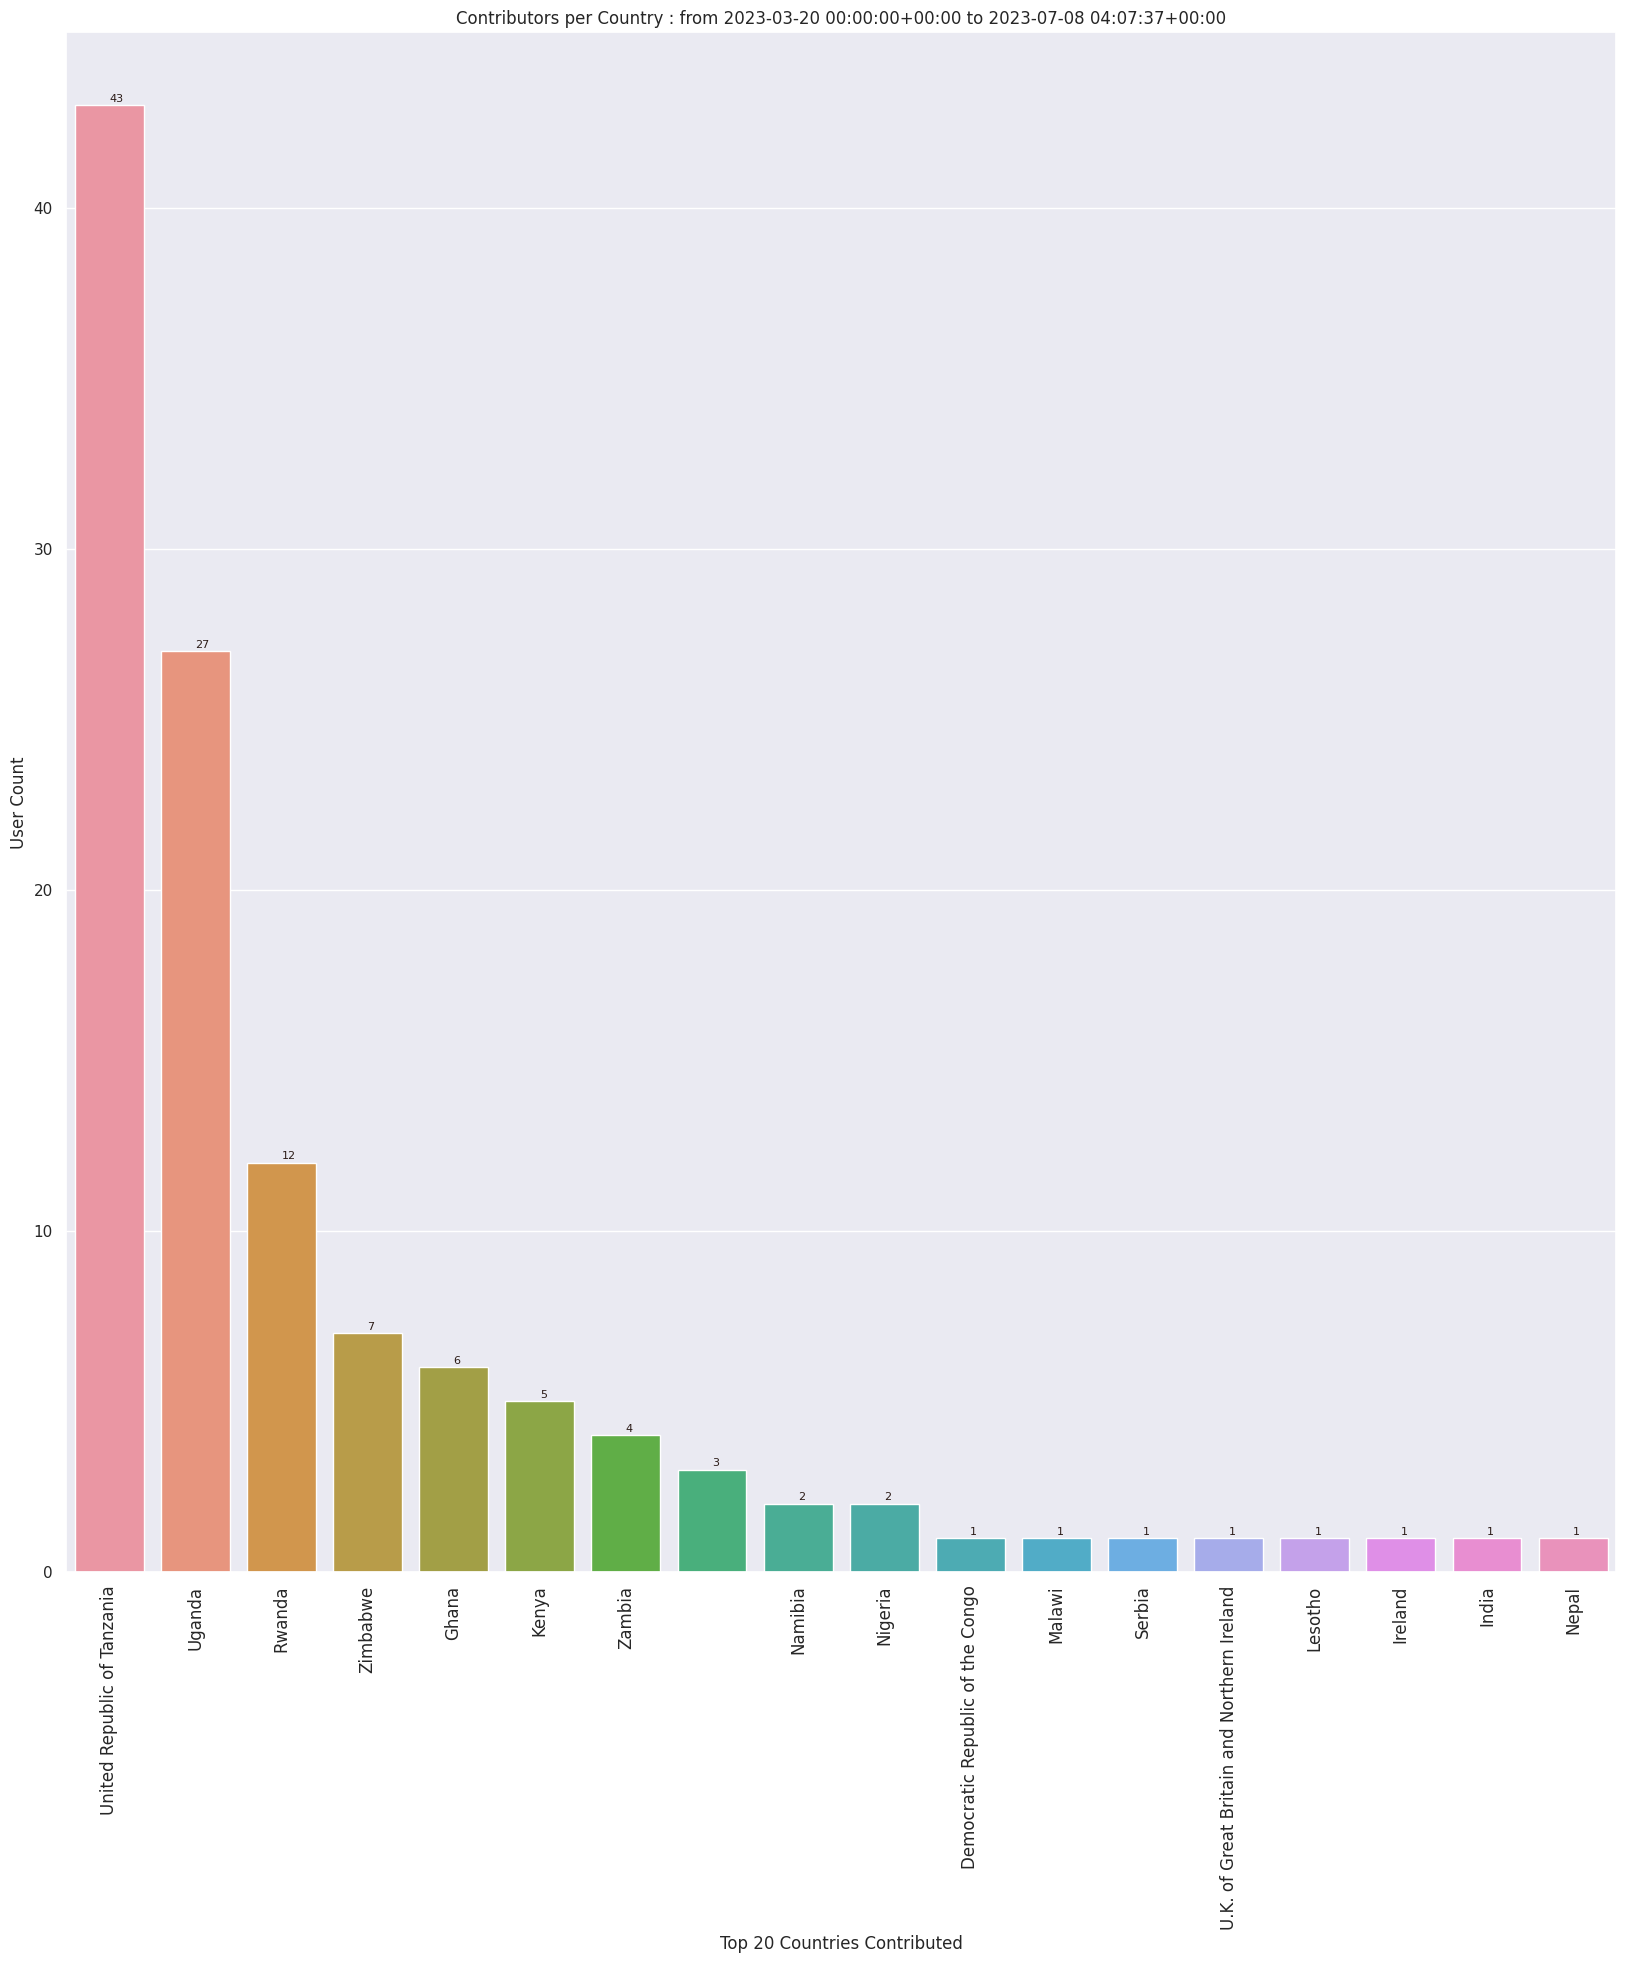 Contributors per Country : from 2023-03-20 00:00:00+00:00 to 2023-07-08 04:07:37+00:00
User Count
40
30
20
10
0
43
27
12
7
6
5
4
3
2
2
1
1
1
1
1
1
1
1
United Republic of Tanzania
Uganda
Rwanda
Zimbabwe
Ghana
Kenya
Zambia
Namibia
Nigeria
Democratic Republic of the Congo
Malawi
Serbia
U.K. of Great Britain and Northern Ireland
Lesotho
Ireland
India
Nepal
Top 20 Countries Contributed